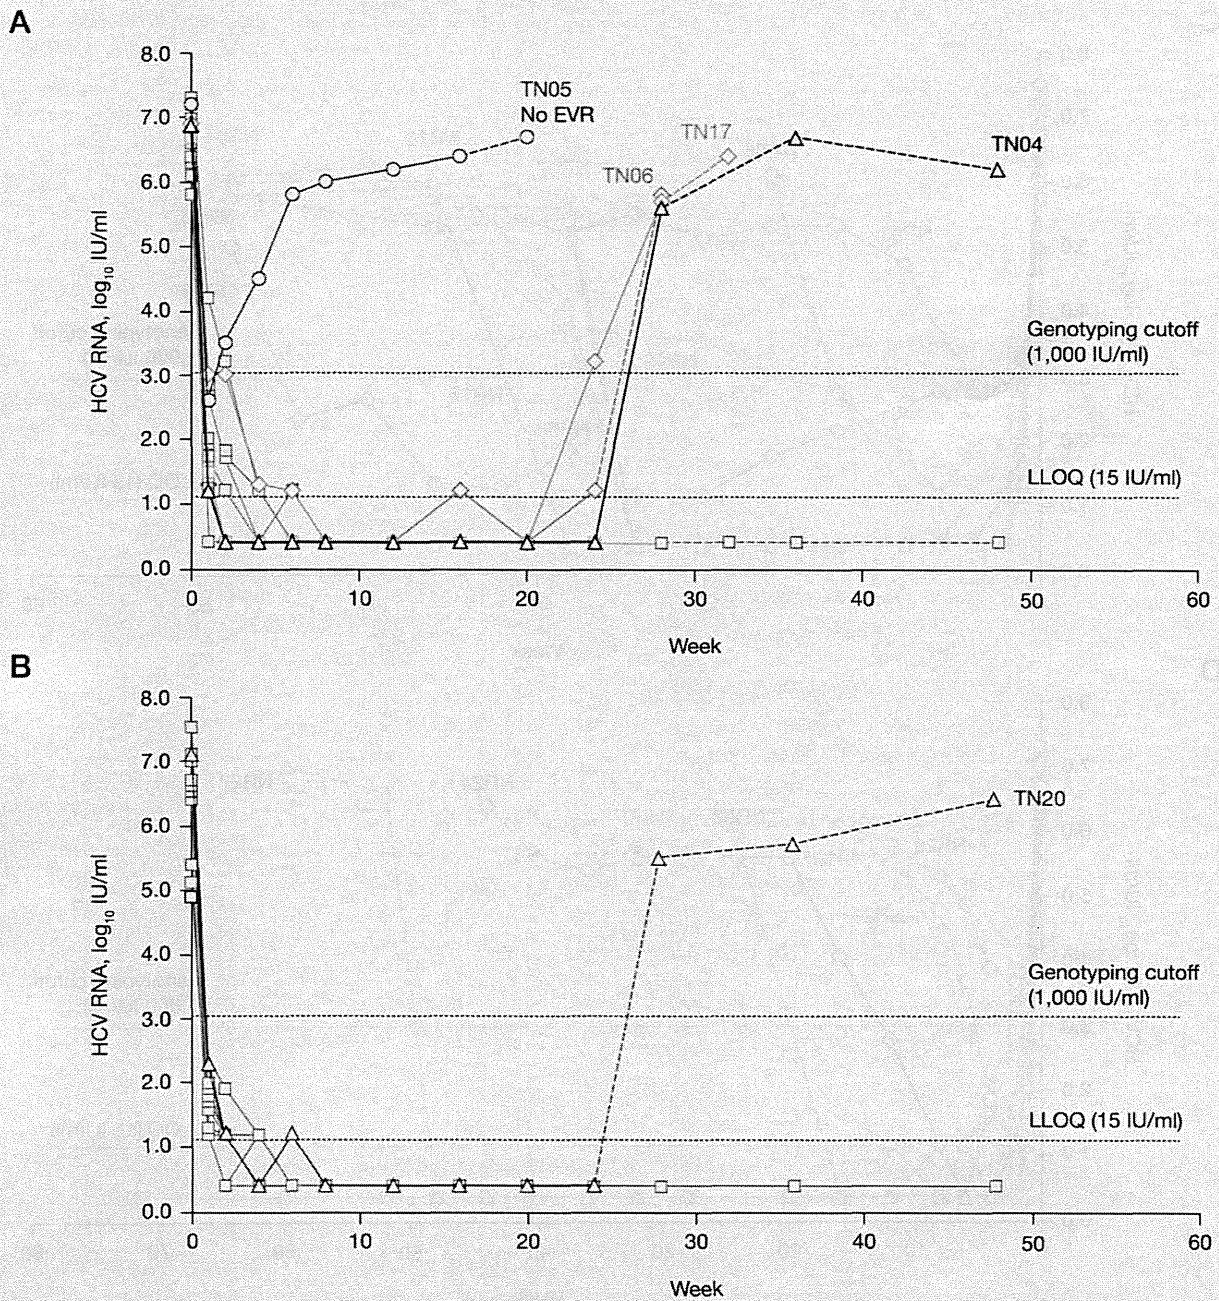 A
8.0
7.0
6.0
5.0
4.0
3.0
2.0
1.0
0.0
HCV RNA, log10 IU/ml
TN05
No EVR
TN17
TN06
TN04
Genotyping cutoff
(1,000 IU/ml)
LLOQ (15 IU/ml)
0 10 20 30 40 50 60
Week
B
8.0
7.0
6.0
5.0
4.0
3.0
2.0
1.0
0.0
HCV RNA, log10 IU/ml
TN20
Genotyping cutoff
(1,000 IU/ml)
LLOQ (15 IU/ml)
0 10 20 30 40 50 60
Week